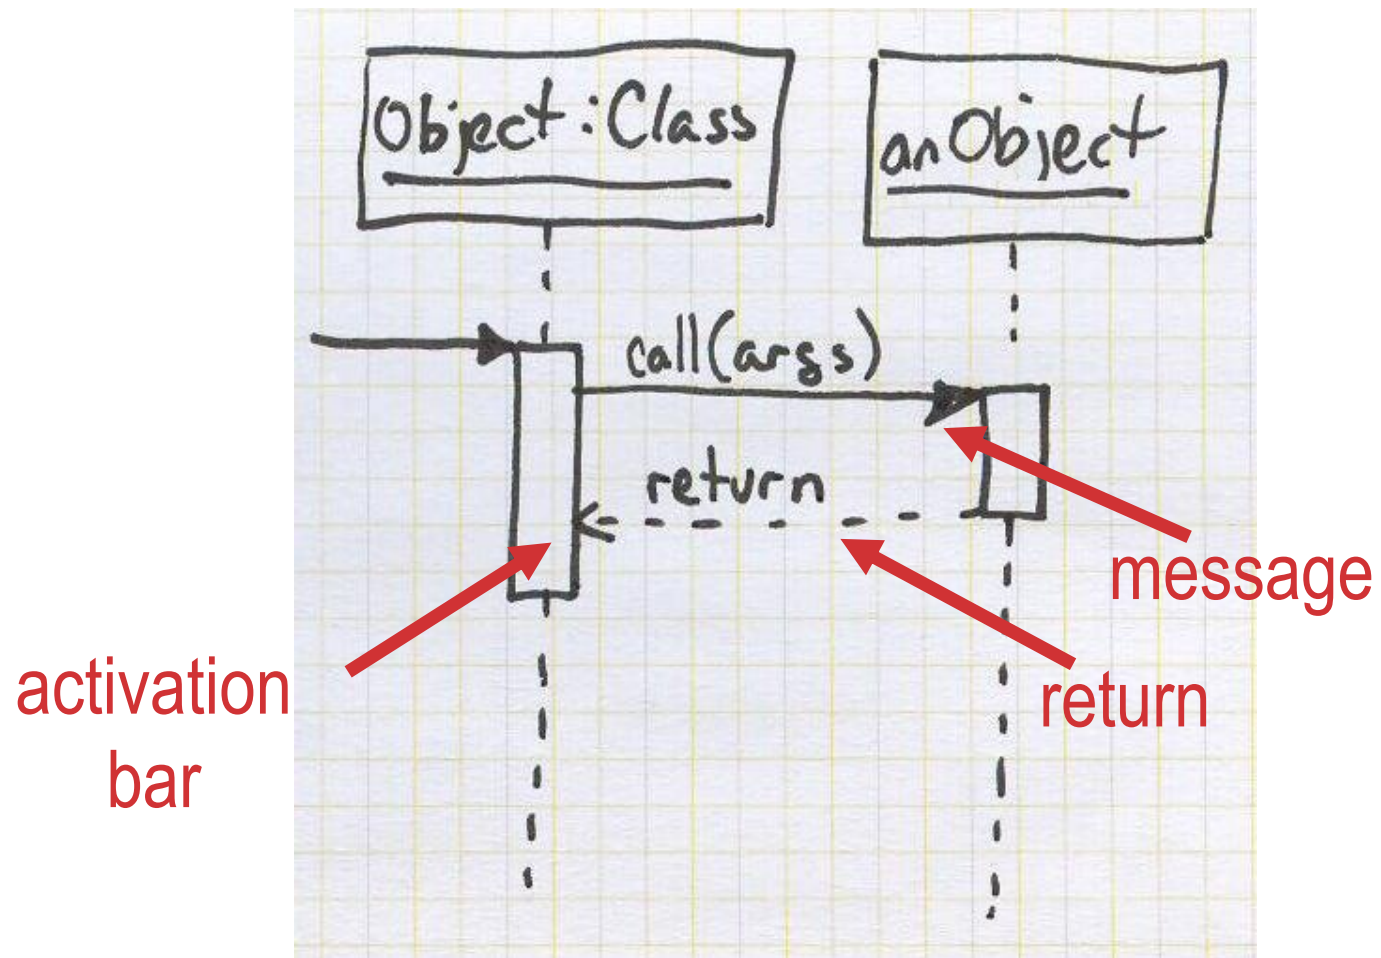 Object:Class
anObject
call(args)
return
message
return
activation
bar